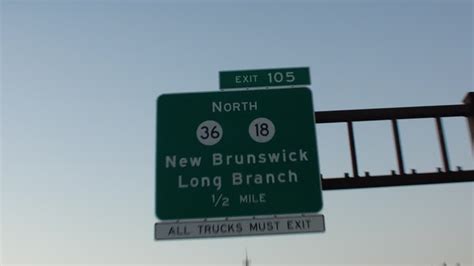 EXIT 105
NORTH
36 18
New Brunswick
Long Branch
1/2 MILE
ALL TRUCKS MUST EXIT